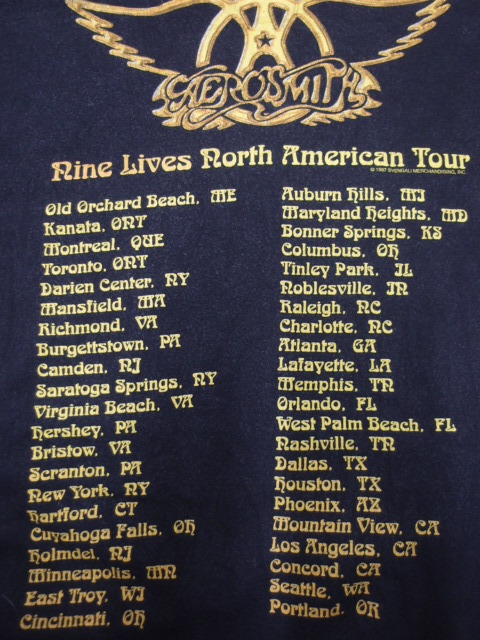 AEROSMITH
Nine Lives North American Tour
© 1997 SVENGALI MERCHANDISING, INC.
Old Orchard Beach, ME
Kanata, ONT
Montreal, QUE
Toronto, ONT
Darien Center, NY
Mansfield, MA
Richmond, VA
Burgettstown, PA
Camden, NJ
Saratoga Springs, NY
Virginia Beach, VA
Hershey, PA
Bristow, VA
Scranton, PA
New York, NY
Hartford, CT
Cuyahoga Falls, OH
Holmdel, NJ
Minneapolis, MN
East Troy, WI
Cincinnati, OH
Auburn Hills, MI
Maryland Heights, MD
Bonner Springs, KS
Columbus, OH
Tinley Park, IL
Noblesville, IN
Raleigh, NC
Charlotte, NC
Atlanta, GA
Lafayette, LA
Memphis, TN
Orlando, FL
West Palm Beach, FL
Nashville, TN
Dallas, TX
Houston, TX
Phoenix, AZ
Mountain View, CA
Los Angeles, CA
Concord, CA
Seattle, WA
Portland, OR